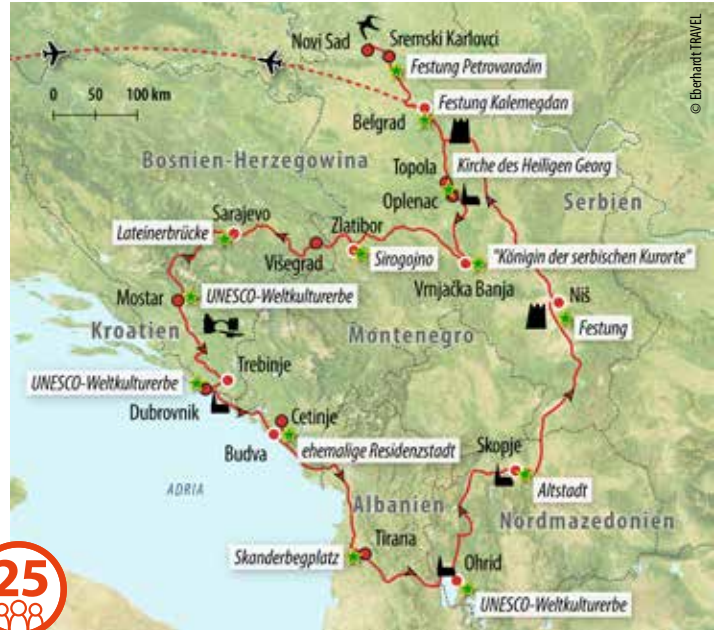 © Eberhardt TRAVEL
Novi Sad
Sremski Karlovci
Festung Petrovaradin
0 50 100 km
Festung Kalemegdan
Belgrad
Bosnien-Herzegowina
Topola
Kirche des Heiligen Georg
Oplenac
Serbien
Sarajevo
Zlatibor
Lateinerbrücke
Višegrad
Sirogojno
"Königin der serbischen Kurorte"
Vrnjačka Banja
Mostar
UNESCO-Weltkulturerbe
Niš
Kroatien
Montenegro
Festung
Trebinje
UNESCO-Weltkulturerbe
Dubrovnik
Cetinje
Budva
ehemalige Residenzstadt
Skopje
ADRIA
Altstadt
Albanien
Nordmazedonien
Tirana
Skanderbegplatz
Ohrid
25
UNESCO-Weltkulturerbe